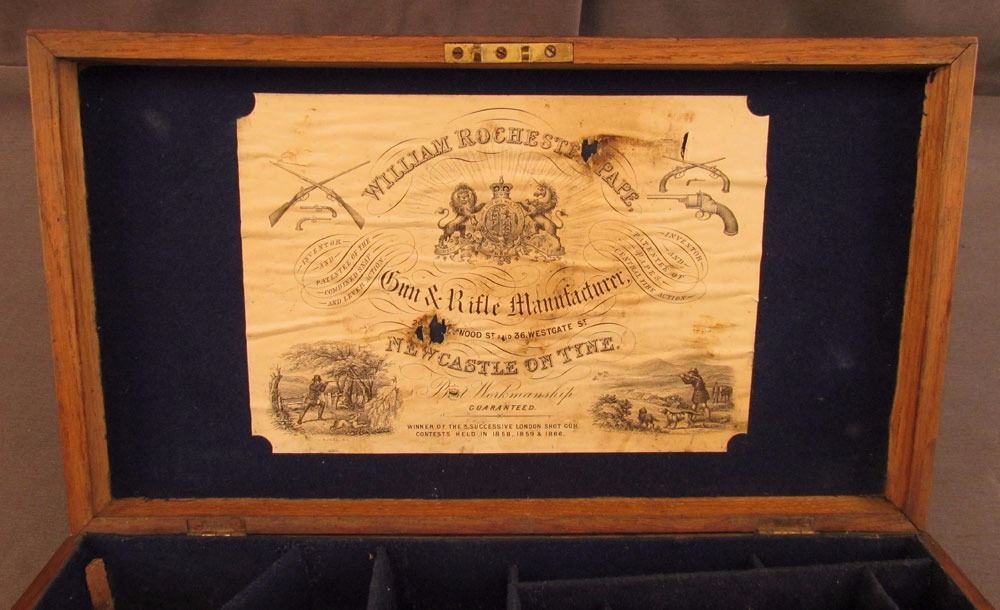 WILLIAM ROCHESTER PAPE,
INVENTOR
AND
PATENTEE OF THE
COMBINED SNAP
AND LEVER ACTION
INVENTOR
AND
PATENTEE OF
PAPE'S
CENTRAL FIRE ACTION
Gun & Rifle Manufacturer,
WOOD ST AND 36, WESTGATE ST
NEWCASTLE ON TYNE.
Best Workmanship
GUARANTEED.
WINNER OF THE 3, SUCCESSIVE LONDON SHOT GUN
CONTESTS HELD IN 1858, 1859 & 1866.